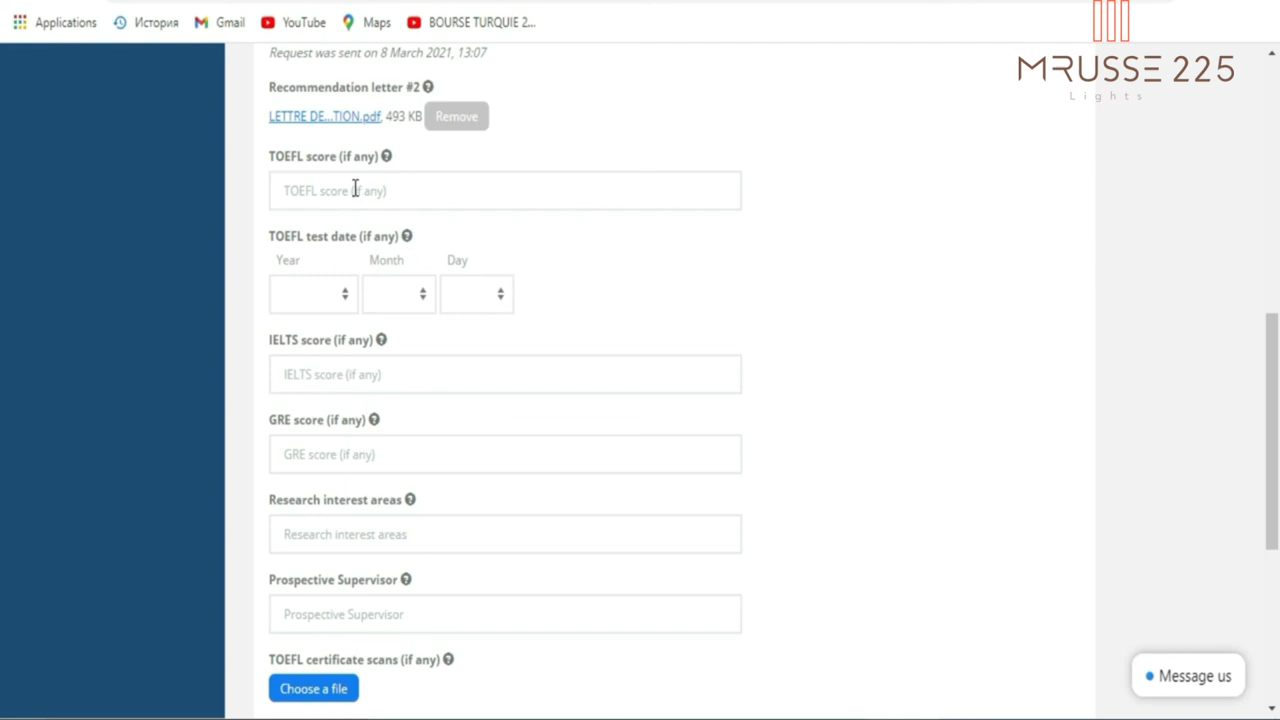 Applications История Gmail YouTube Maps BOURSE TURQUIE 2...
MRUSSE 225
Lights
Request was sent on 8 March 2021, 13:07
Recommendation letter #2
LETTRE DE...TION.pdf, 493 KB Remove
TOEFL score (if any)
TOEFL score (if any)
TOEFL test date (if any)
Year Month Day
IELTS score (if any)
IELTS score (if any)
GRE score (if any)
GRE score (if any)
Research interest areas
Research interest areas
Prospective Supervisor
Prospective Supervisor
TOEFL certificate scans (if any)
Choose a file
Message us